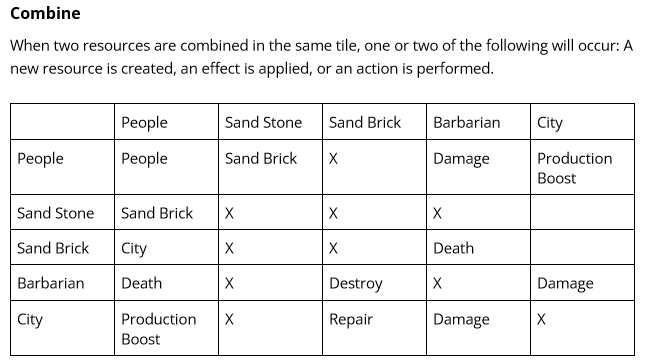 Combine
When two resources are combined in the same tile, one or two of the following will occur: A
new resource is created, an effect is applied, or an action is performed.
People Sand Stone Sand Brick Barbarian City
People People Sand Brick X Damage Production
Boost
Sand Stone Sand Brick X X X
Sand Brick City X X Death
Barbarian Death X Destroy X Damage
City Production X Repair Damage X
Boost